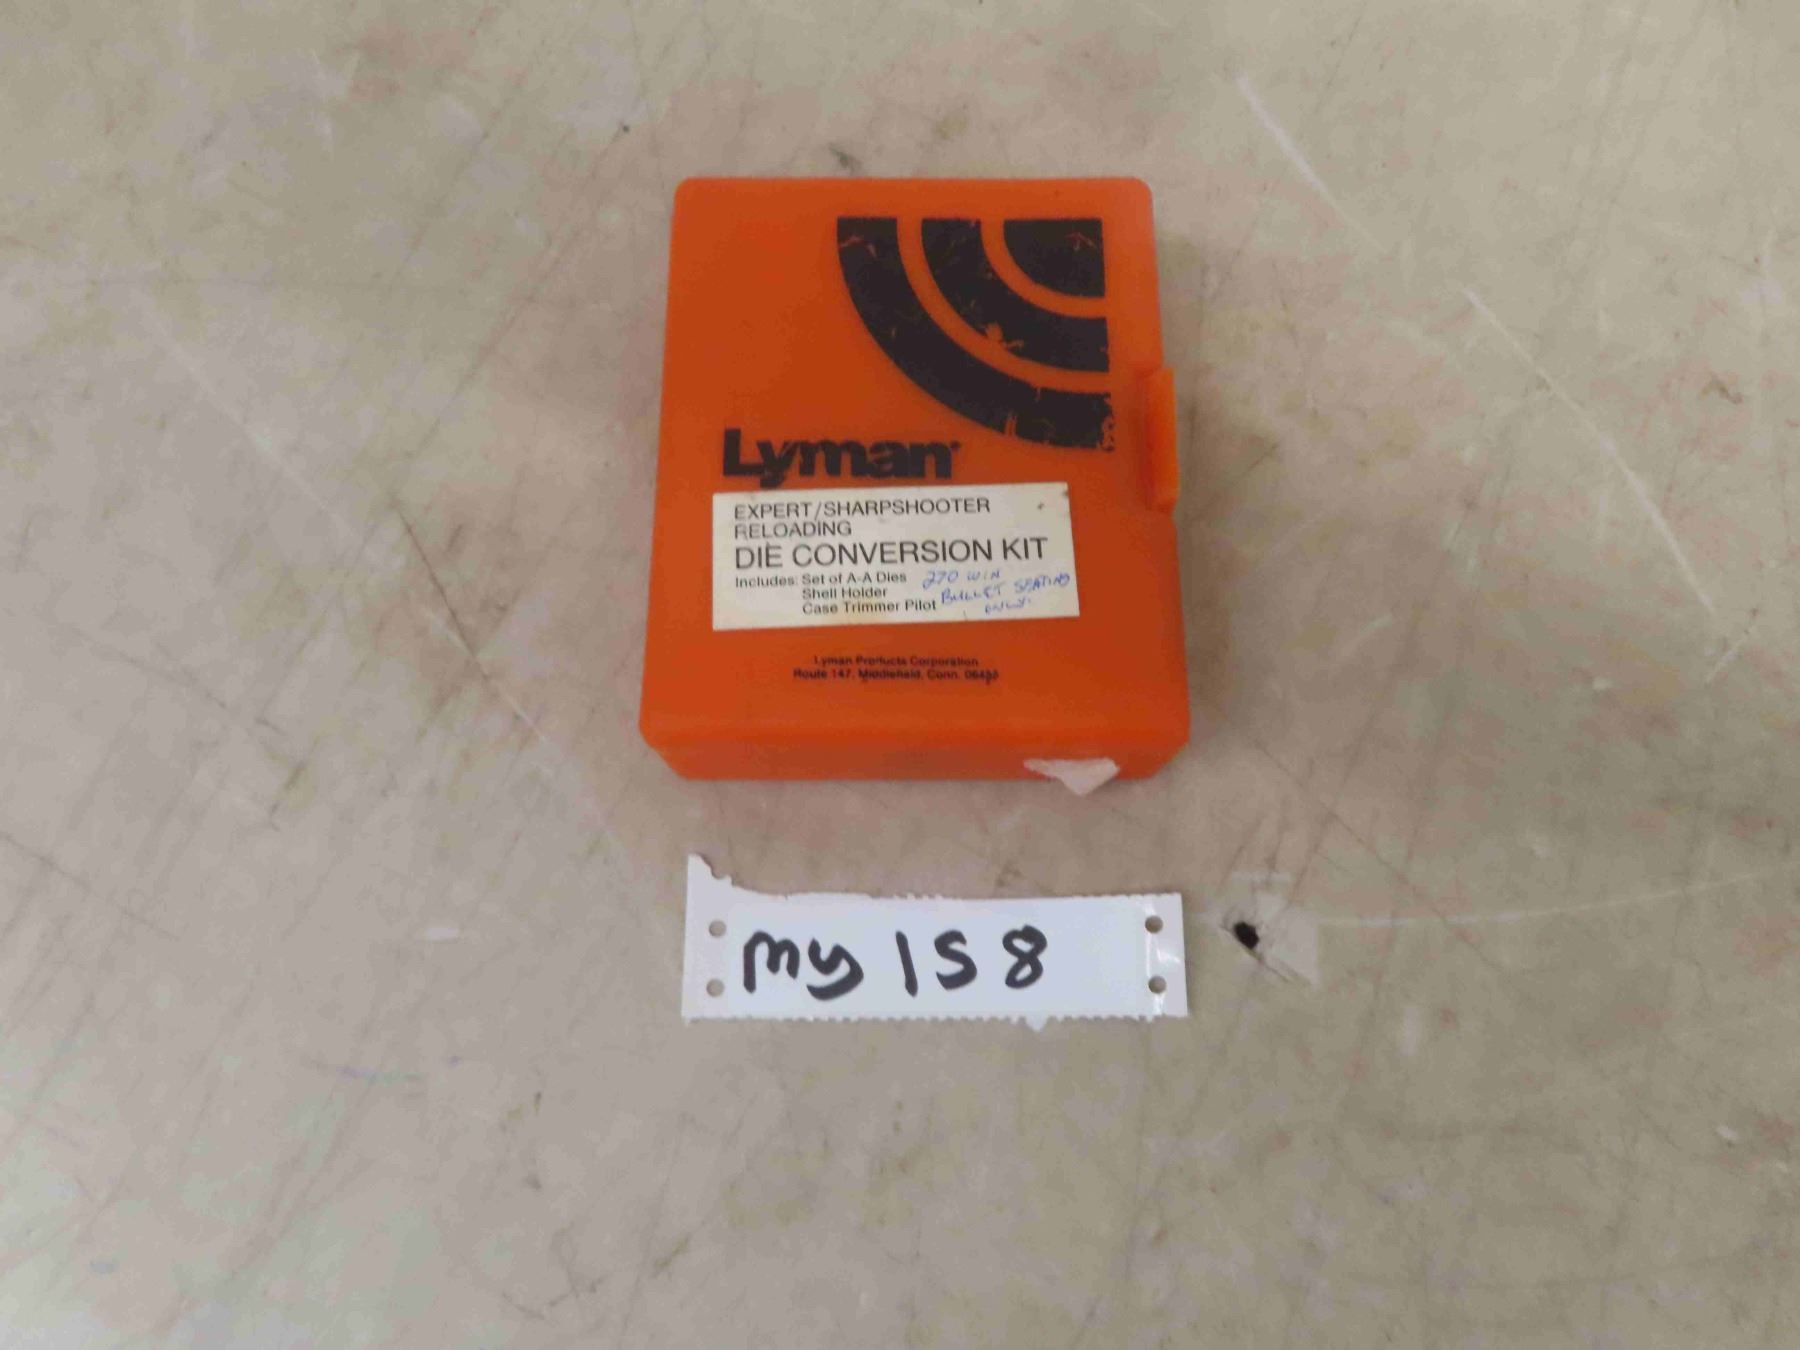 Lyman®
EXPERT/SHARPSHOOTER
RELOADING
DIE CONVERSION KIT
Includes: Set of A-A Dies 270 WIN
Shell Holder BULLET SEATING
Case Trimmer Pilot ONLY.
Lyman Products Corporation
Route 147, Middlefield, Conn. 06455
my 158